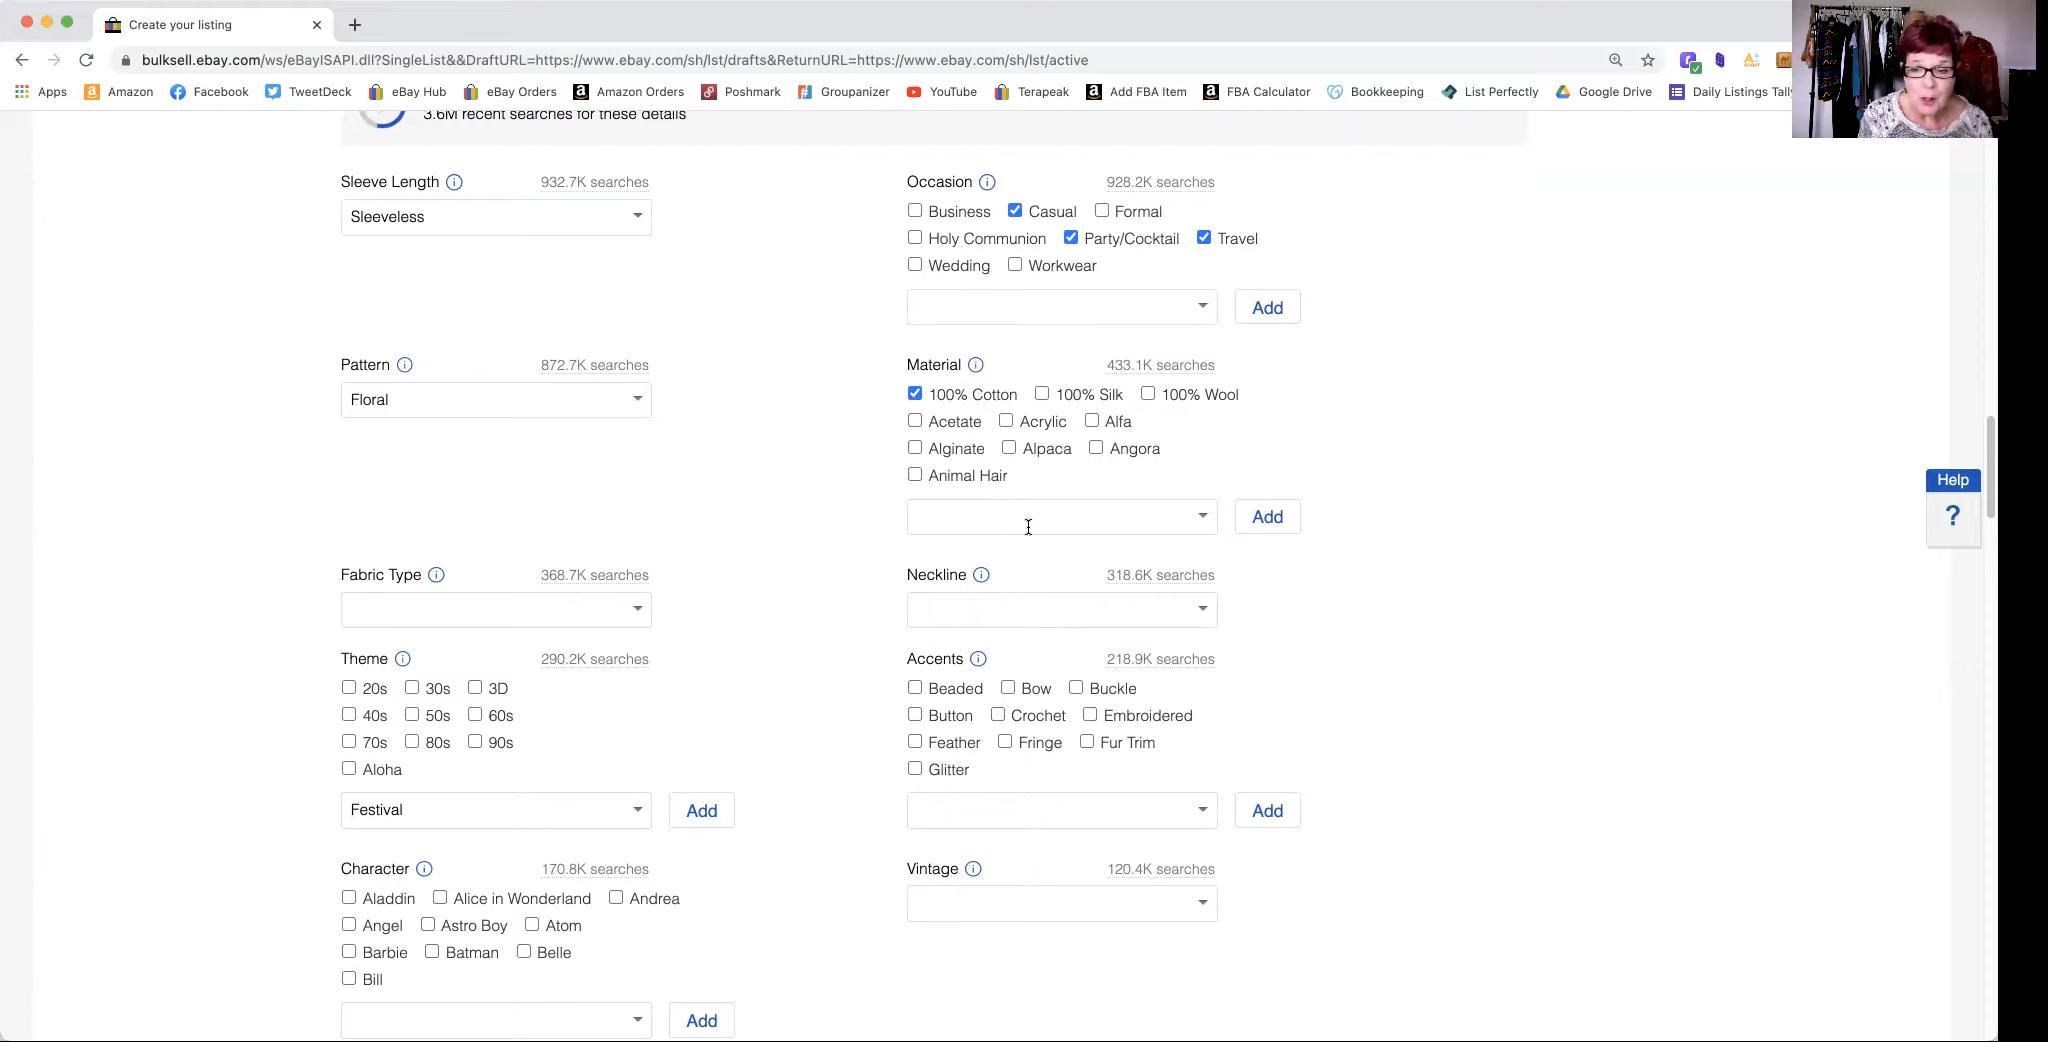 Create your listing
bulksell.ebay.com/ws/eBayISAPI.dll?SingleList&&DraftURL=https://www.ebay.com/sh/lst/drafts&ReturnURL=https://www.ebay.com/sh/lst/active
Apps Amazon Facebook TweetDeck eBay Hub eBay Orders Amazon Orders Poshmark Groupanizer YouTube Terapeak Add FBA Item FBA Calculator Bookkeeping List Perfectly Google Drive Daily Listings Tally
3.6M recent searches for these details
Sleeve Length 932.7K searches
Sleeveless
Occasion 928.2K searches
Business Casual Formal
Holy Communion Party/Cocktail Travel
Wedding Workwear
Add
Pattern 872.7K searches
Floral
Material 433.1K searches
100% Cotton 100% Silk 100% Wool
Acetate Acrylic Alfa
Alginate Alpaca Angora
Animal Hair
Add
Help
?
Fabric Type 368.7K searches
Neckline 318.6K searches
Theme 290.2K searches
20s 30s 3D
40s 50s 60s
70s 80s 90s
Aloha
Festival Add
Accents 218.9K searches
Beaded Bow Buckle
Button Crochet Embroidered
Feather Fringe Fur Trim
Glitter
Add
Character 170.8K searches
Aladdin Alice in Wonderland Andrea
Angel Astro Boy Atom
Barbie Batman Belle
Bill
Add
Vintage 120.4K searches